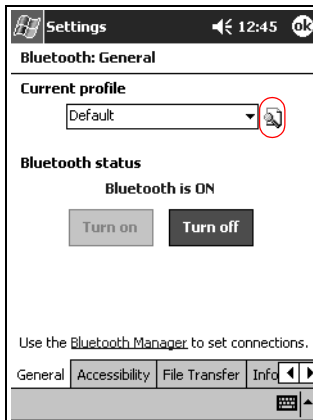 Settings 12:45 ok
Bluetooth: General
Current profile
Default
Bluetooth status
Bluetooth is ON
Turn on Turn off
Use the Bluetooth Manager to set connections.
General Accessibility File Transfer Info